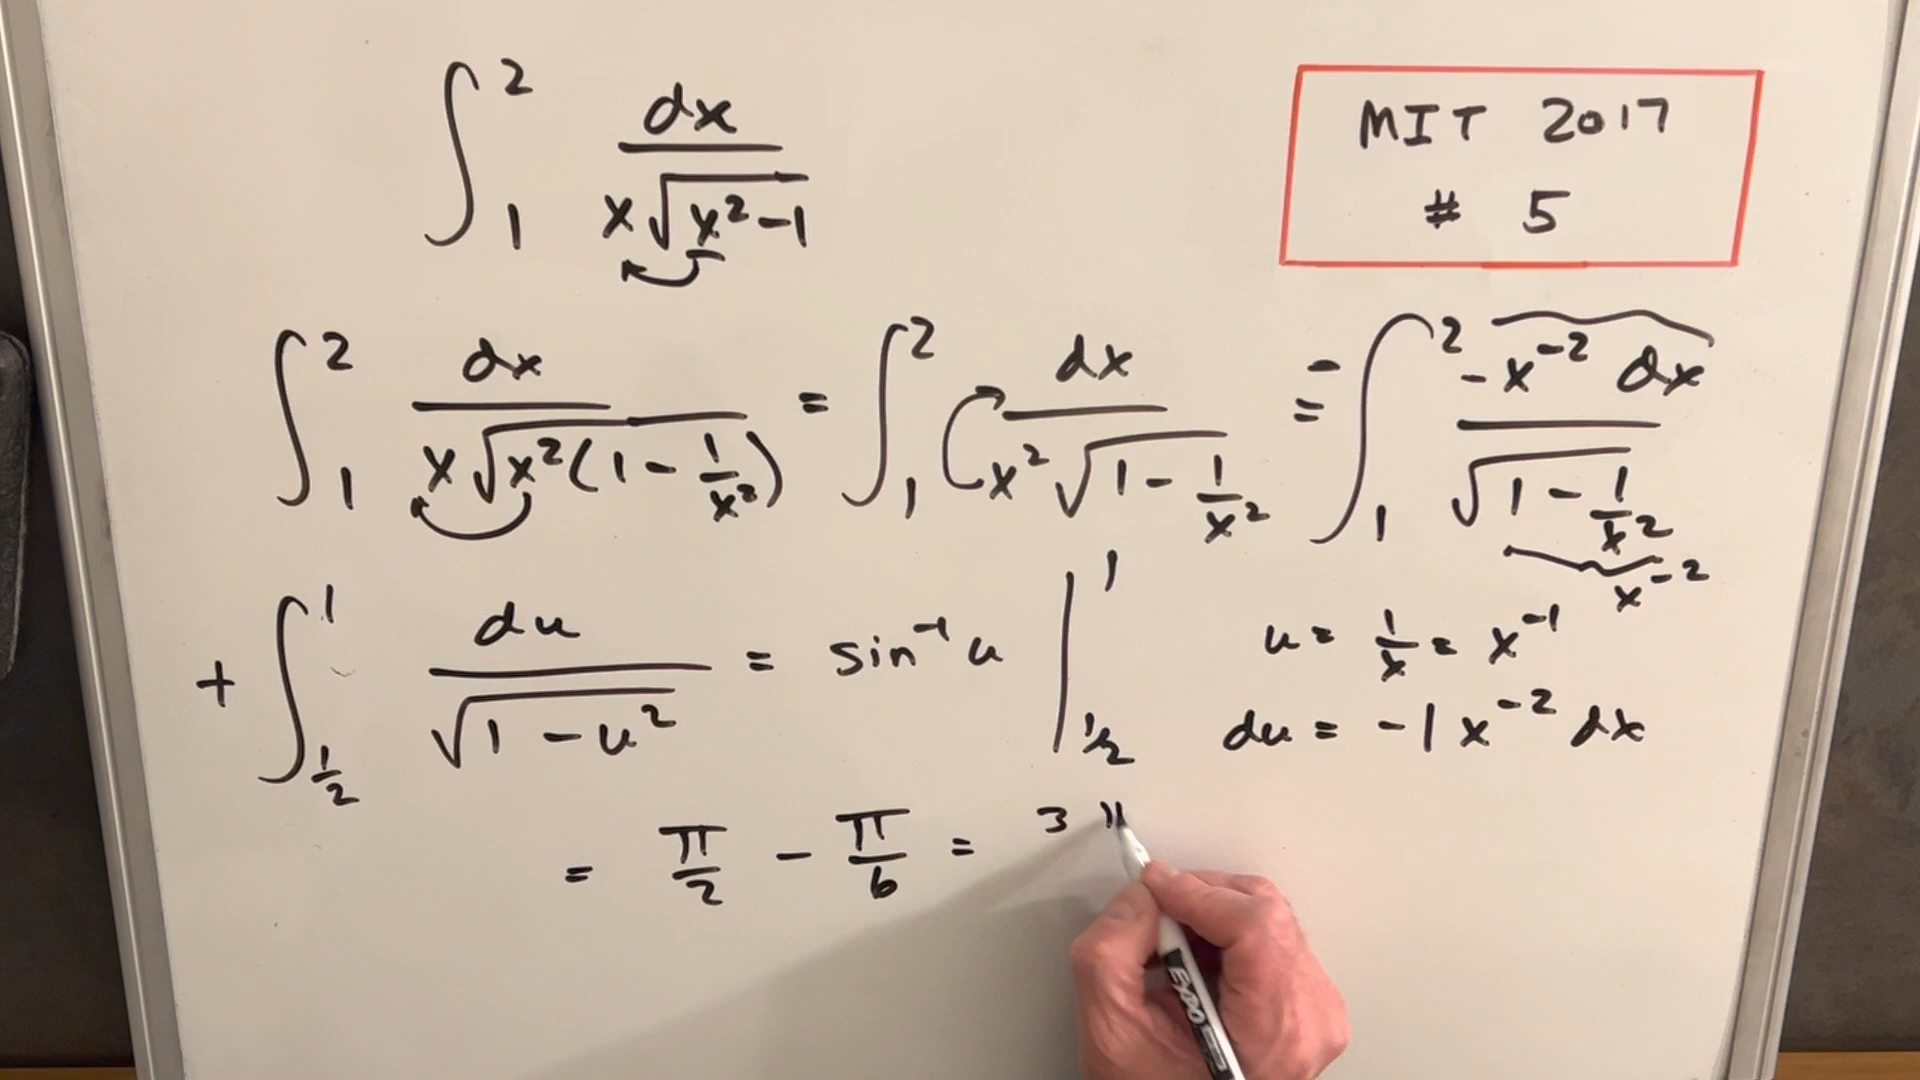 ∫₁² dx / x√(x²-1)
MIT 2017
# 5
∫₁² dx / x√(x²(1 - 1/x²)) = ∫₁² dx / x²√(1 - 1/x²) = -∫₁² -x⁻² dx / √(1 - 1/x²)
x⁻²
+ ∫_{1/2}^{1} du / √(1 - u²) = sin⁻¹ u |_{1/2}^{1}
u = 1/x = x⁻¹
du = -1 x⁻² dx
= π/2 - π/6 = 3
EXPO